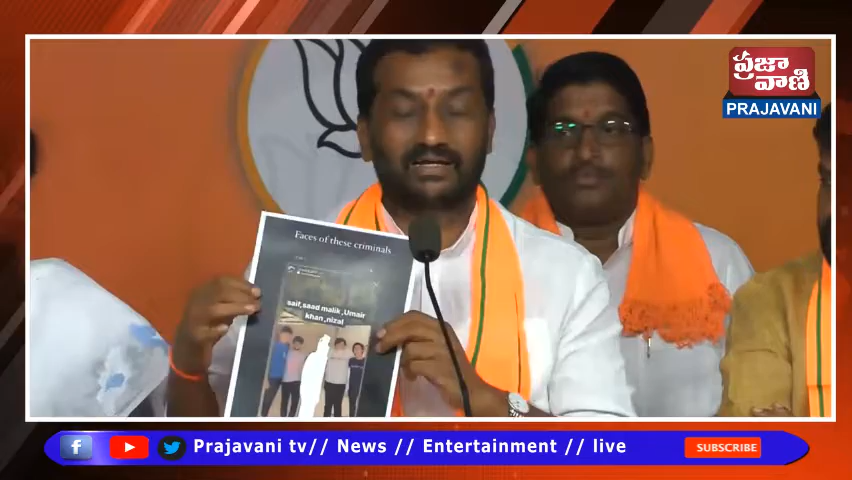 ప్రజా
వాణి
PRAJAVANI
Faces of these criminals
saif,saad malik,Umair
khan,nizal
Prajavani tv// News // Entertainment // live
SUBSCRIBE